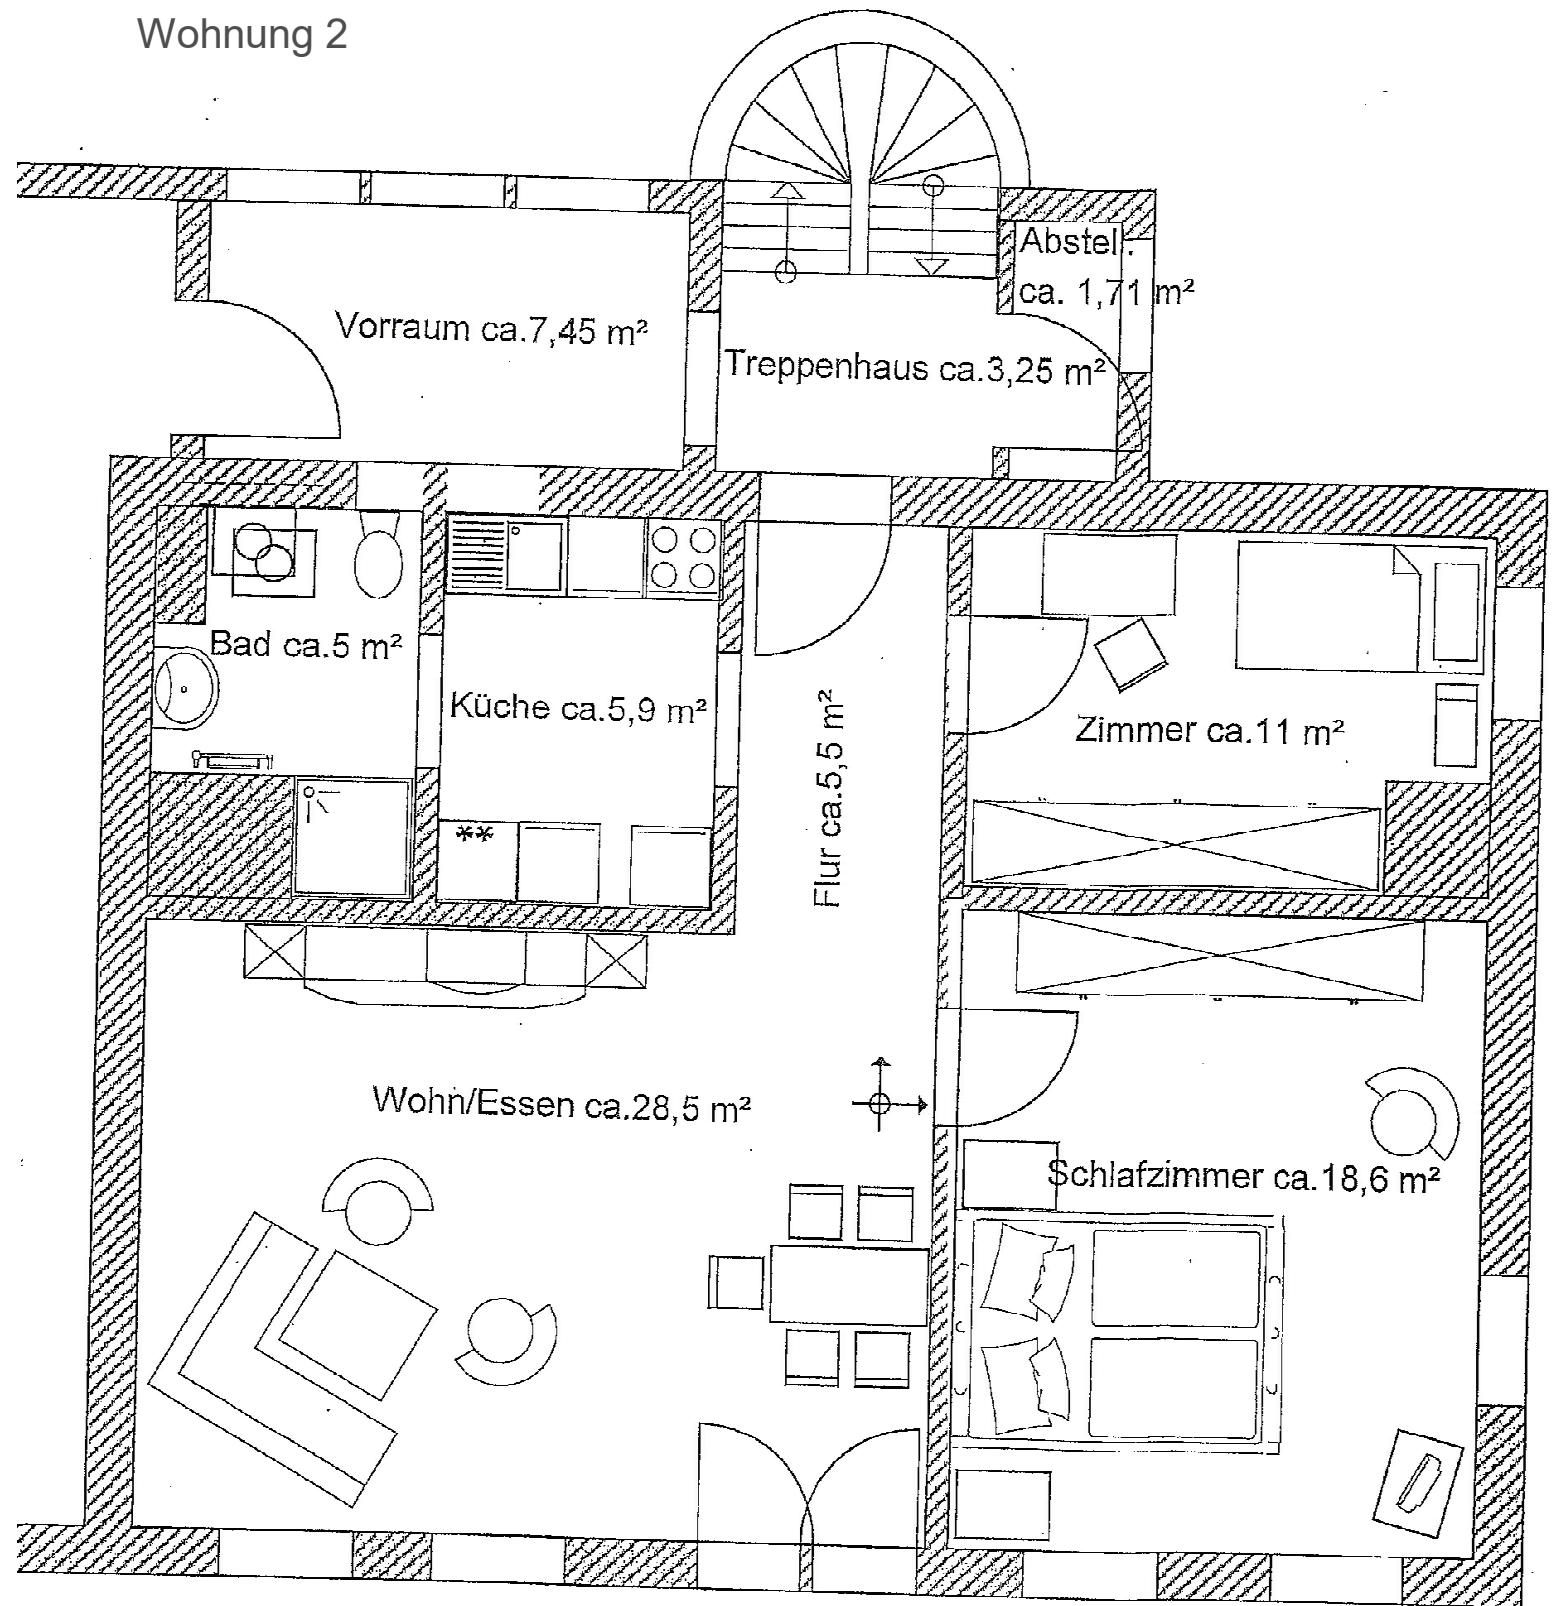 Wohnung 2
Abstell.
ca. 1,71 m²
Vorraum ca.7,45 m²
Treppenhaus ca.3,25 m²
Bad ca.5 m²
Küche ca.5,9 m²
Flur ca.5,5 m²
Zimmer ca.11 m²
**
Wohn/Essen ca.28,5 m²
Schlafzimmer ca.18,6 m²